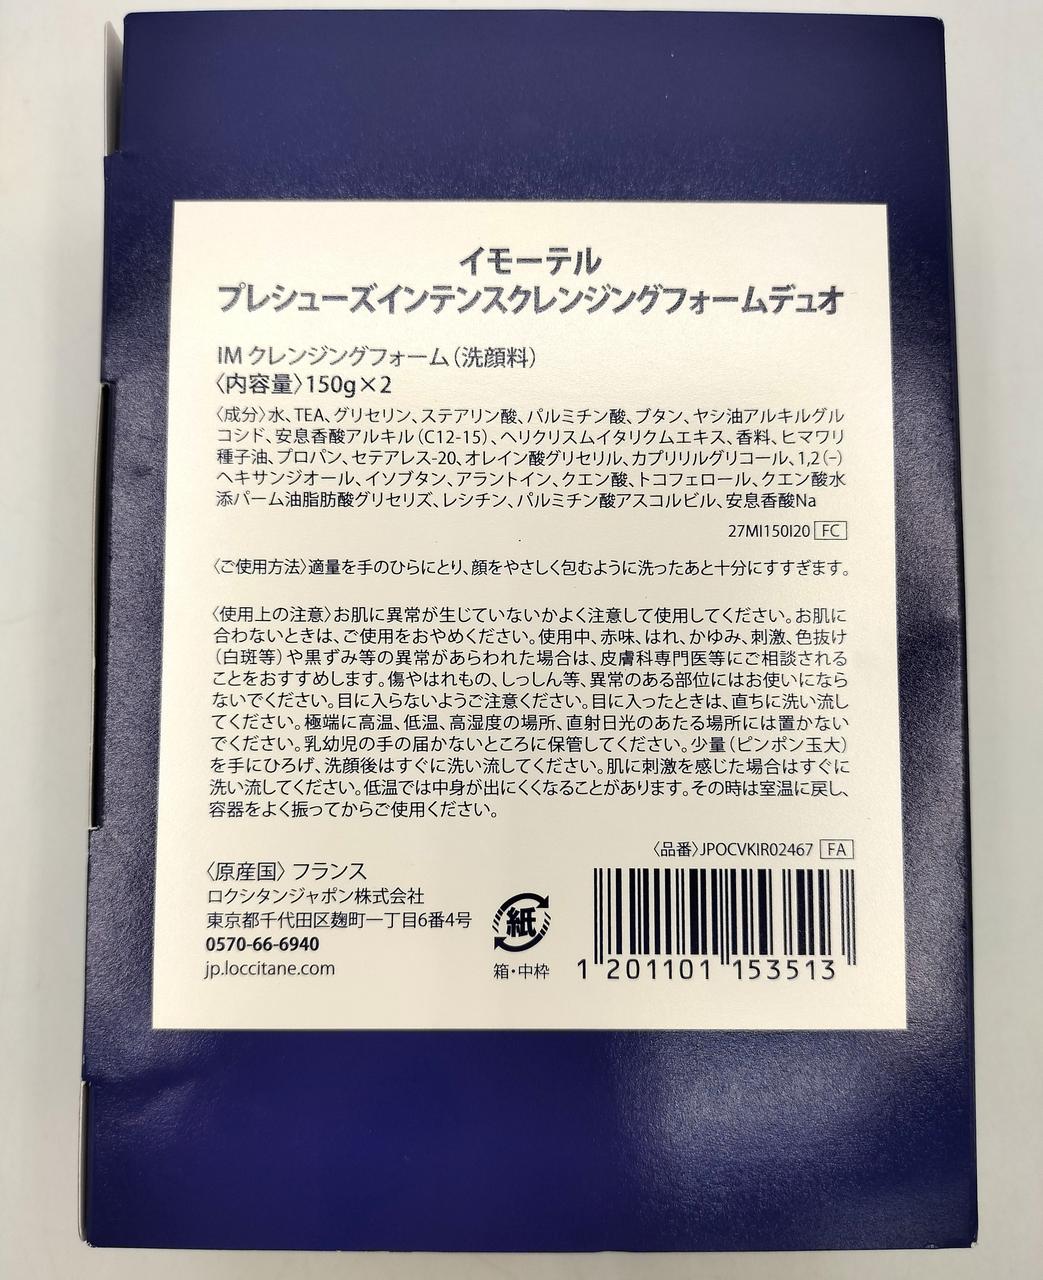 イモーテル
プレシューズインテンスクレンジングフォームデュオ
IM クレンジングフォーム（洗顔料）
〈内容量〉150g×2
〈成分〉水、TEA、グリセリン、ステアリン酸、パルミチン酸、ブタン、ヤシ油アルキルグル
コシド、安息香酸アルキル（C12-15）、ヘリクリスムイタリクムエキス、香料、ヒマワリ
種子油、プロパン、セテアレス-20、オレイン酸グリセリル、カプリリルグリコール、1,2(−)
ヘキサンジオール、イソブタン、アラントイン、クエン酸、トコフェロール、クエン酸水
添パーム油脂肪酸グリセリズ、レシチン、パルミチン酸アスコルビル、安息香酸Na
27MI150I20 FC
〈ご使用方法〉適量を手のひらにとり、顔をやさしく包むように洗ったあと十分にすすぎます。
〈使用上の注意〉お肌に異常が生じていないかよく注意して使用してください。お肌に
合わないときは、ご使用をおやめください。使用中、赤味、はれ、かゆみ、刺激、色抜け
（白斑等）や黒ずみ等の異常があらわれた場合は、皮膚科専門医等にご相談される
ことをおすすめします。傷やはれもの、しっしん等、異常のある部位にはお使いになら
ないでください。目に入らないようご注意ください。目に入ったときは、直ちに洗い流し
てください。極端に高温、低温、高湿度の場所、直射日光のあたる場所には置かない
でください。乳幼児の手の届かないところに保管してください。少量（ピンポン玉大）
を手にひろげ、洗顔後はすぐに洗い流してください。肌に刺激を感じた場合はすぐに
洗い流してください。低温では中身が出にくくなることがあります。その時は室温に戻し、
容器をよく振ってからご使用ください。
〈品番〉JPOCVKIR02467 FA
〈原産国〉フランス
ロクシタンジャポン株式会社
東京都千代田区麹町一丁目6番4号
0570-66-6940
jp.loccitane.com
紙
箱・中枠
1 201101 153513